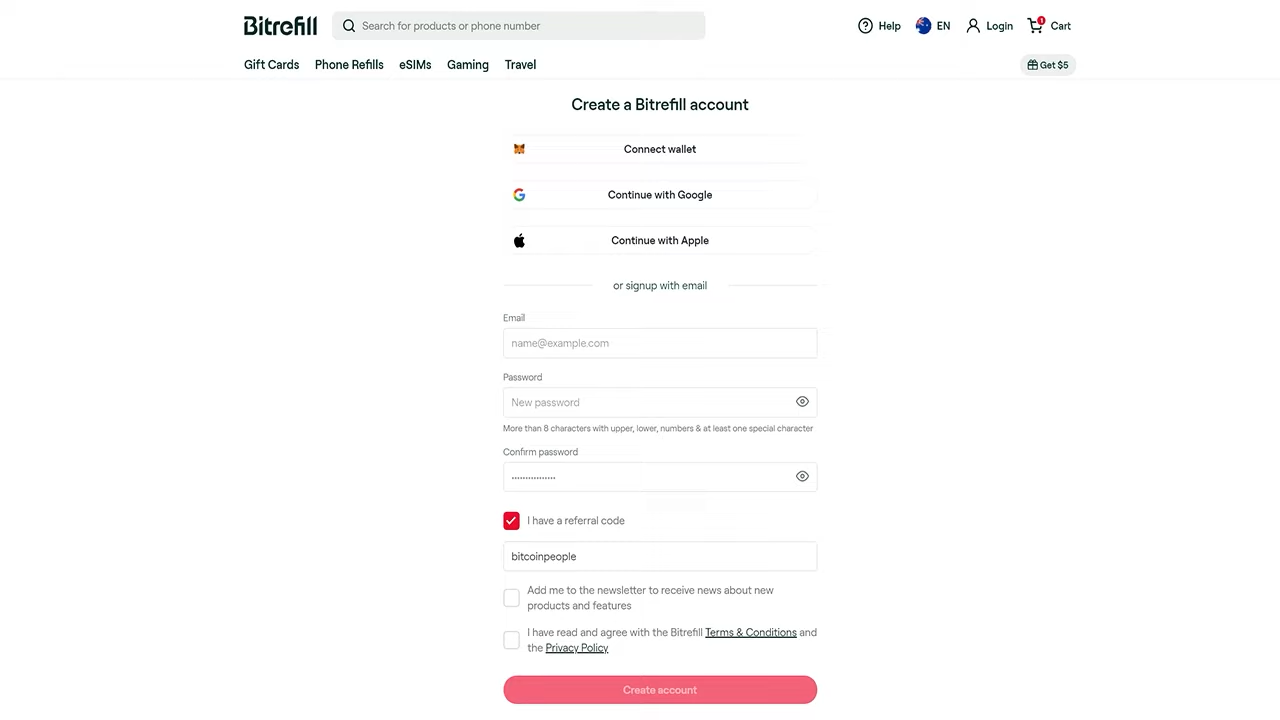 Bitrefill
Search for products or phone number
Help
EN
Login
1
Cart
Gift Cards
Phone Refills
eSIMs
Gaming
Travel
Get $5
Create a Bitrefill account
Connect wallet
Continue with Google
Continue with Apple
or signup with email
Email
name@example.com
Password
New password
More than 8 characters with upper, lower, numbers & at least one special character
Confirm password
I have a referral code
bitcoinpeople
Add me to the newsletter to receive news about new
products and features
I have read and agree with the Bitrefill Terms & Conditions and
the Privacy Policy
Create account